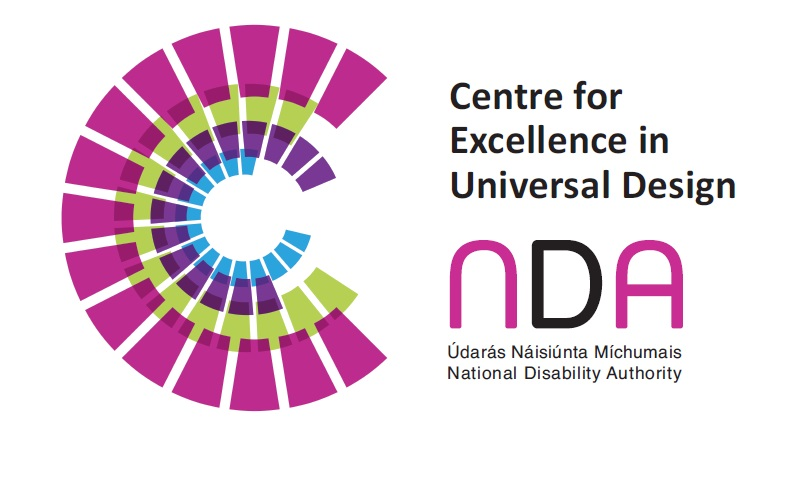 Centre for
Excellence in
Universal Design
NDA
Údarás Náisiúnta Míchumais
National Disability Authority